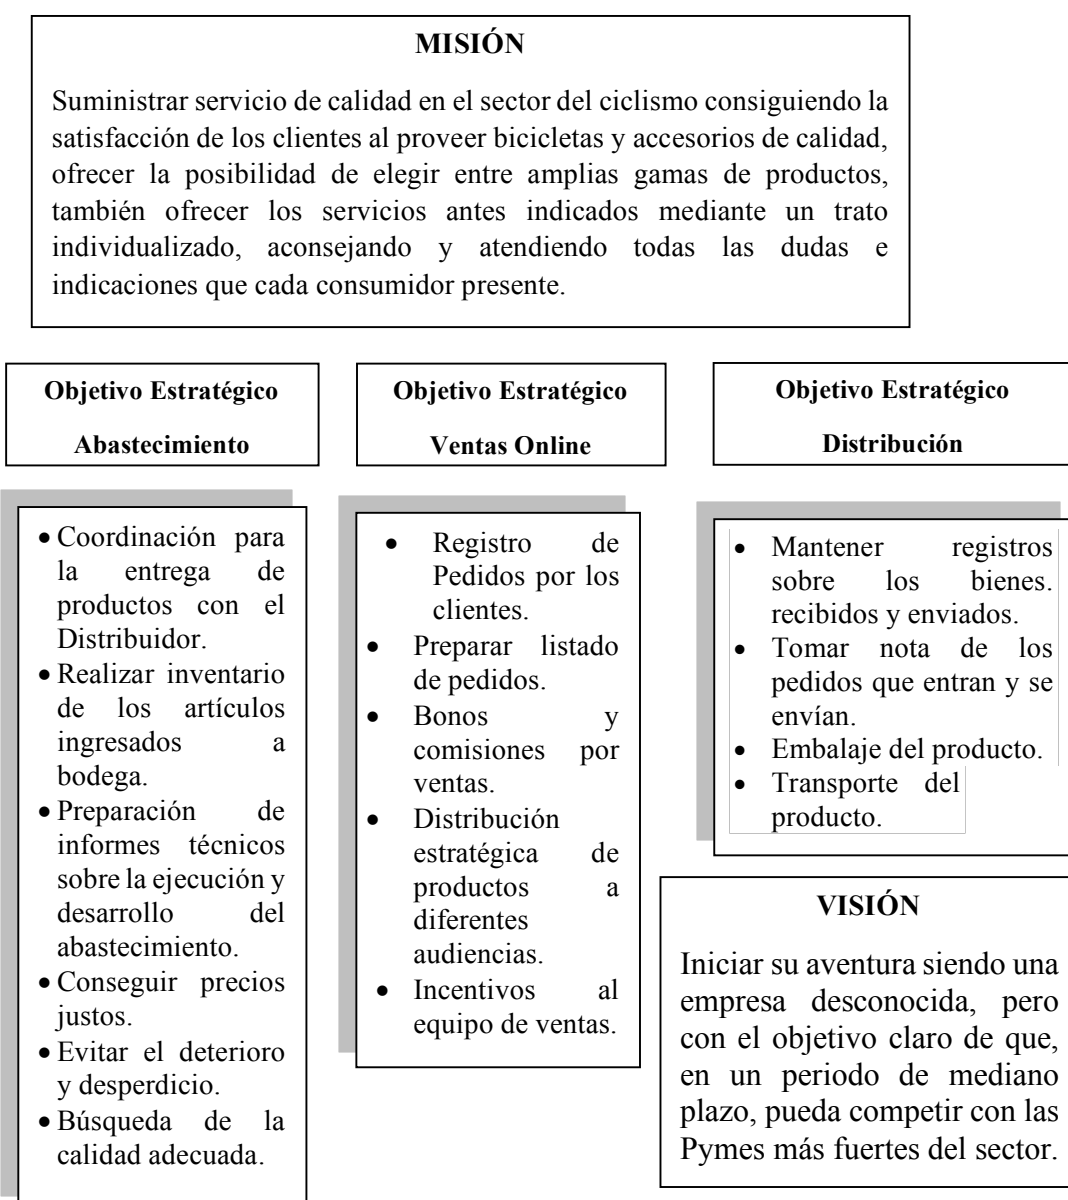 MISIÓN
Suministrar servicio de calidad en el sector del ciclismo consiguiendo la
satisfacción de los clientes al proveer bicicletas y accesorios de calidad,
ofrecer la posibilidad de elegir entre amplias gamas de productos,
también ofrecer los servicios antes indicados mediante un trato
individualizado, aconsejando y atendiendo todas las dudas e
indicaciones que cada consumidor presente.
Objetivo Estratégico
Abastecimiento
• Coordinación para
la entrega de
productos con el
Distribuidor.
• Realizar inventario
de los artículos
ingresados a
bodega.
• Preparación de
informes técnicos
sobre la ejecución y
desarrollo del
abastecimiento.
• Conseguir precios
justos.
• Evitar el deterioro
y desperdicio.
• Búsqueda de la
calidad adecuada.
Objetivo Estratégico
Ventas Online
• Registro de
Pedidos por los
clientes.
• Preparar listado
de pedidos.
• Bonos y
comisiones por
ventas.
• Distribución
estratégica de
productos a
diferentes
audiencias.
• Incentivos al
equipo de ventas.
Objetivo Estratégico
Distribución
• Mantener registros
sobre los bienes.
recibidos y enviados.
• Tomar nota de los
pedidos que entran y se
envían.
• Embalaje del producto.
• Transporte del
producto.
VISIÓN
Iniciar su aventura siendo una
empresa desconocida, pero
con el objetivo claro de que,
en un periodo de mediano
plazo, pueda competir con las
Pymes más fuertes del sector.